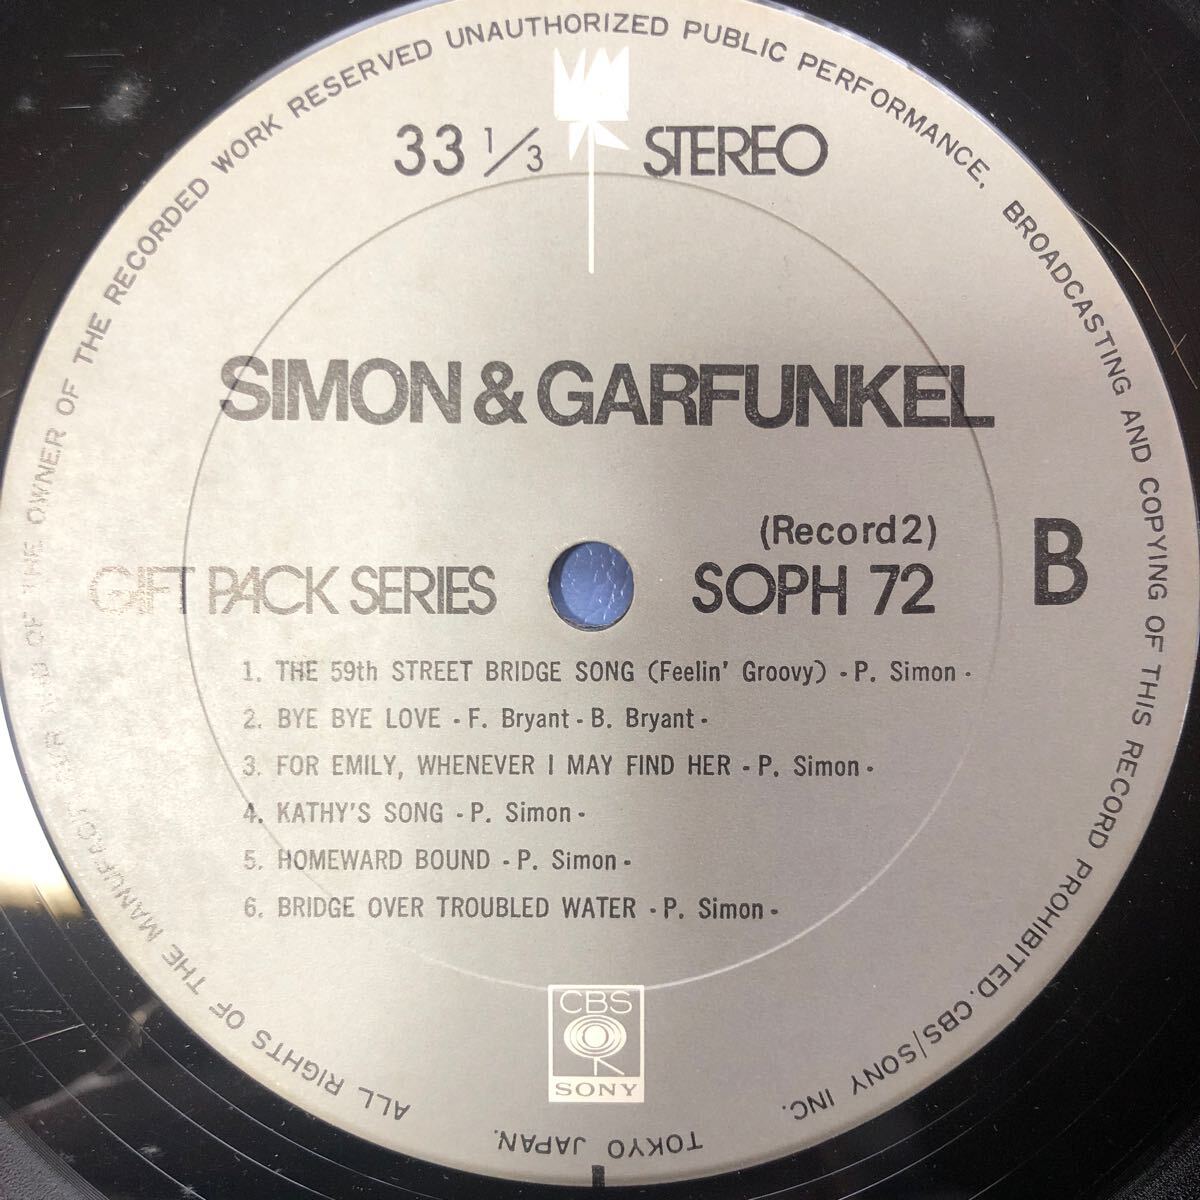 33 1/3 STEREO
SIMON & GARFUNKEL
(Record 2)
GIFT PACK SERIES SOPH 72 B
1. THE 59th STREET BRIDGE SONG (Feelin' Groovy) - P. Simon -
2. BYE BYE LOVE - F. Bryant - B. Bryant -
3. FOR EMILY, WHENEVER I MAY FIND HER - P. Simon -
4. KATHY'S SONG - P. Simon -
5. HOMEWARD BOUND - P. Simon -
6. BRIDGE OVER TROUBLED WATER - P. Simon -
CBS
SONY
ALL RIGHTS OF THE MANUFACTURER AND OF THE OWNER OF THE RECORDED WORK RESERVED UNAUTHORIZED PUBLIC PERFORMANCE, BROADCASTING AND COPYING OF THIS RECORD PROHIBITED. CBS/SONY INC.
TOKYO JAPAN.